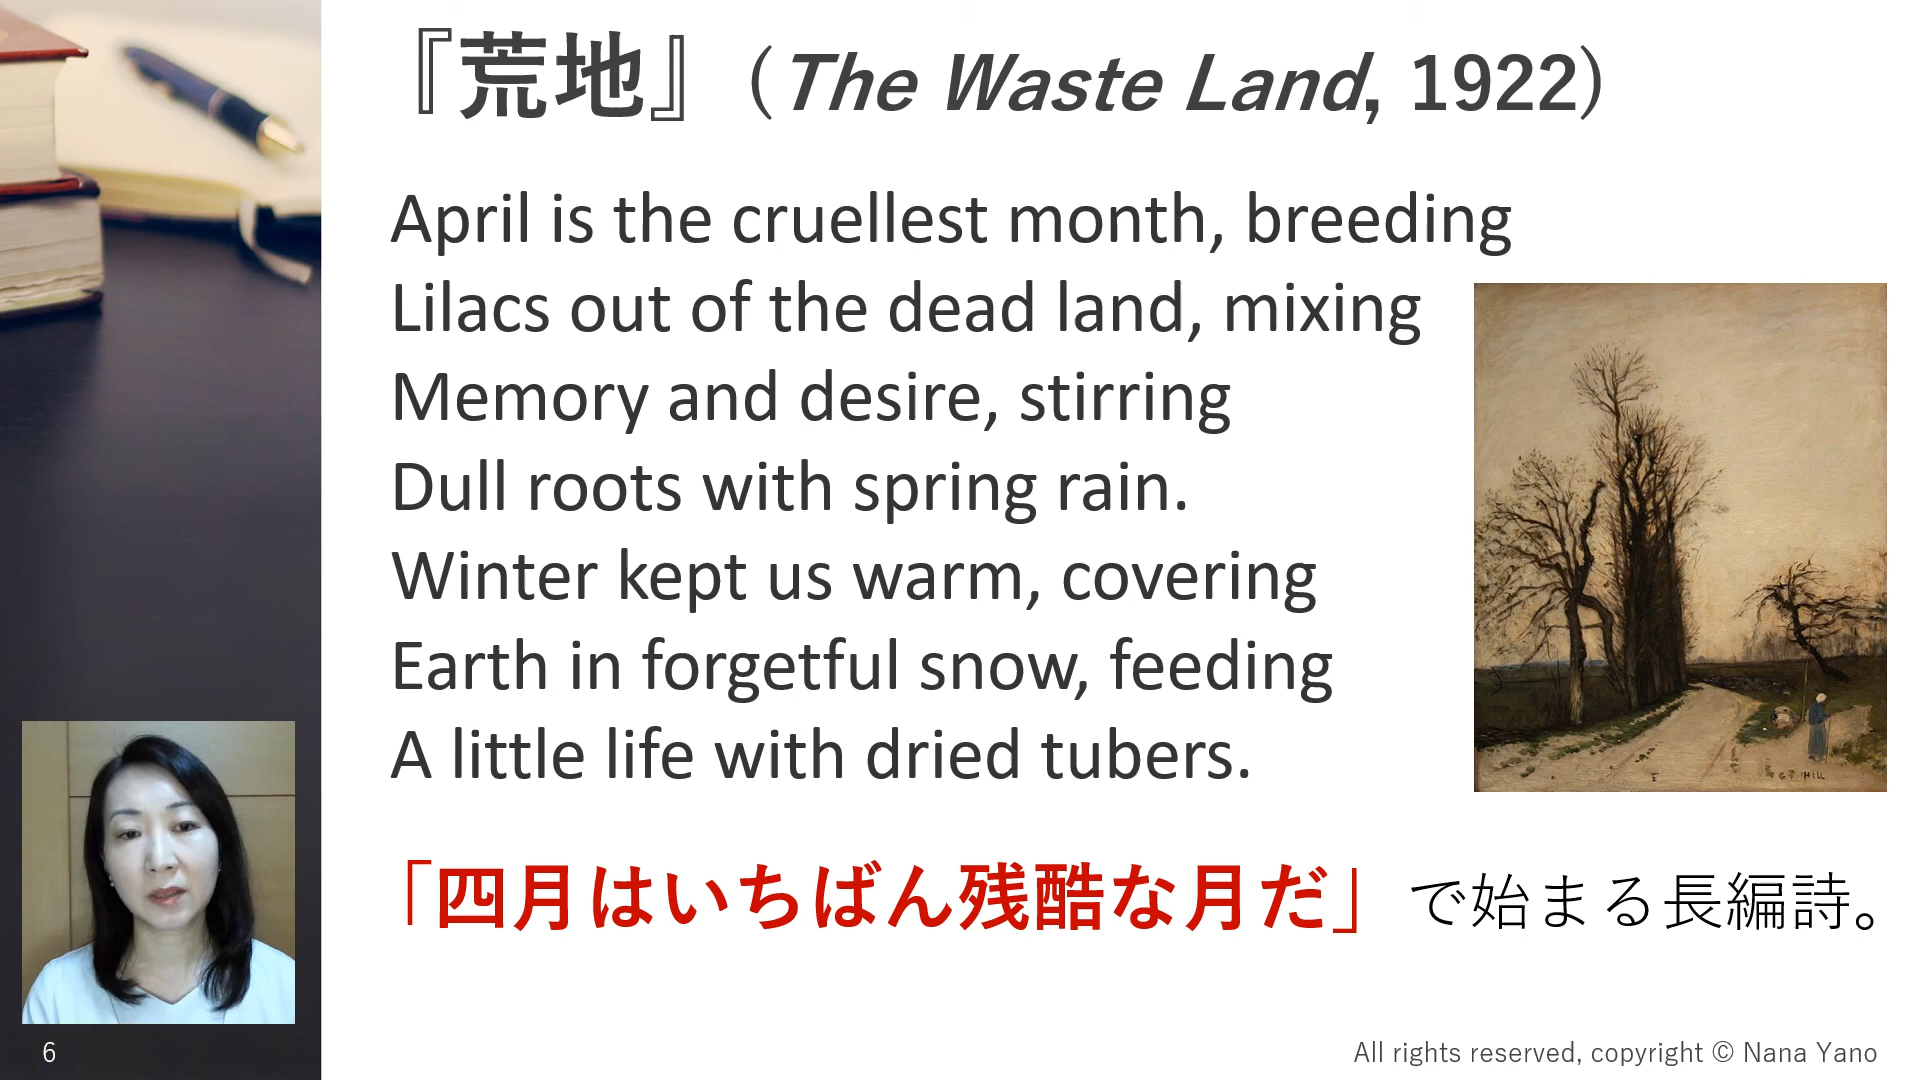 『荒地』(The Waste Land, 1922)
April is the cruellest month, breeding
Lilacs out of the dead land, mixing
Memory and desire, stirring
Dull roots with spring rain.
Winter kept us warm, covering
Earth in forgetful snow, feeding
A little life with dried tubers.
Hill
「四月はいちばん残酷な月だ」で始まる長編詩。
6
All rights reserved, copyright © Nana Yano